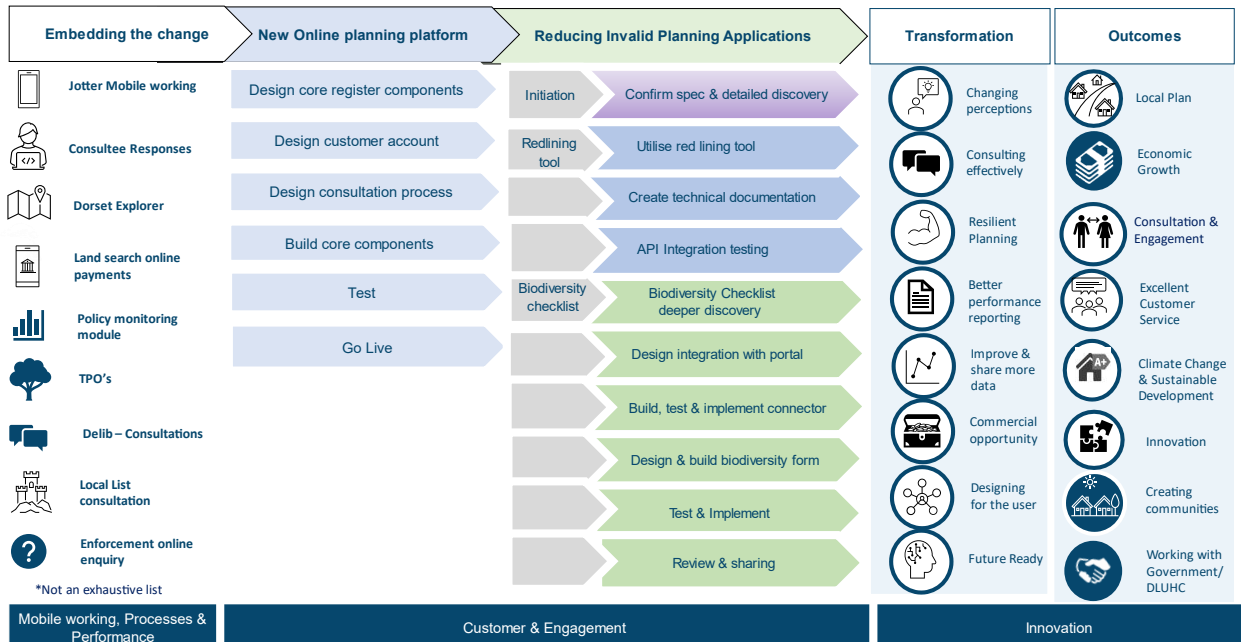 Embedding the change
New Online planning platform
Reducing Invalid Planning Applications
Transformation
Outcomes
Jotter Mobile working
Consultee Responses
</>
Dorset Explorer
Land search online
payments
Policy monitoring
module
TPO's
Delib – Consultations
Local List
consultation
?
Enforcement online
enquiry
*Not an exhaustive list
Design core register components
Design customer account
Design consultation process
Build core components
Test
Go Live
Initiation
Confirm spec & detailed discovery
Redlining
tool
Utilise red lining tool
Create technical documentation
API Integration testing
Biodiversity
checklist
Biodiversity Checklist
deeper discovery
Design integration with portal
Build, test & implement connector
Design & build biodiversity form
Test & Implement
Review & sharing
Changing
perceptions
Consulting
effectively
Resilient
Planning
Better
performance
reporting
Improve &
share more
data
Commercial
opportunity
Designing
for the user
Future Ready
Local Plan
Economic
Growth
Consultation &
Engagement
Excellent
Customer
Service
A+
Climate Change
& Sustainable
Development
Innovation
Creating
communities
Working with
Government/
DLUHC
Mobile working, Processes &
Performance
Customer & Engagement
Innovation